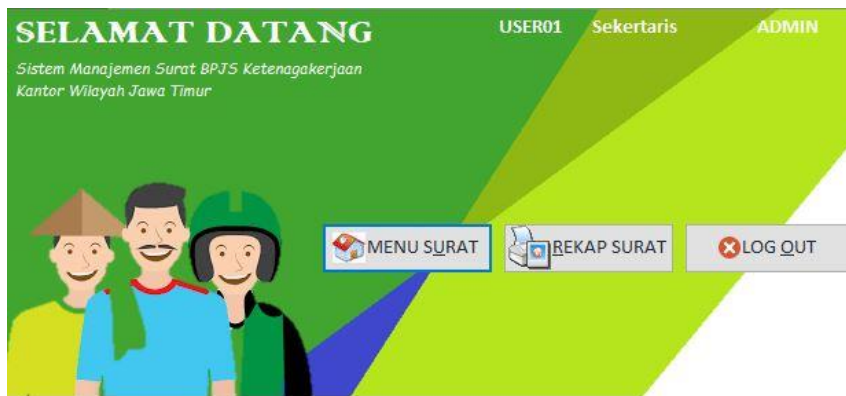 SELAMAT DATANG
USER01 Sekertaris ADMIN
Sistem Manajemen Surat BPJS Ketenagakerjaan
Kantor Wilayah Jawa Timur
MENU SURAT
REKAP SURAT
LOG OUT